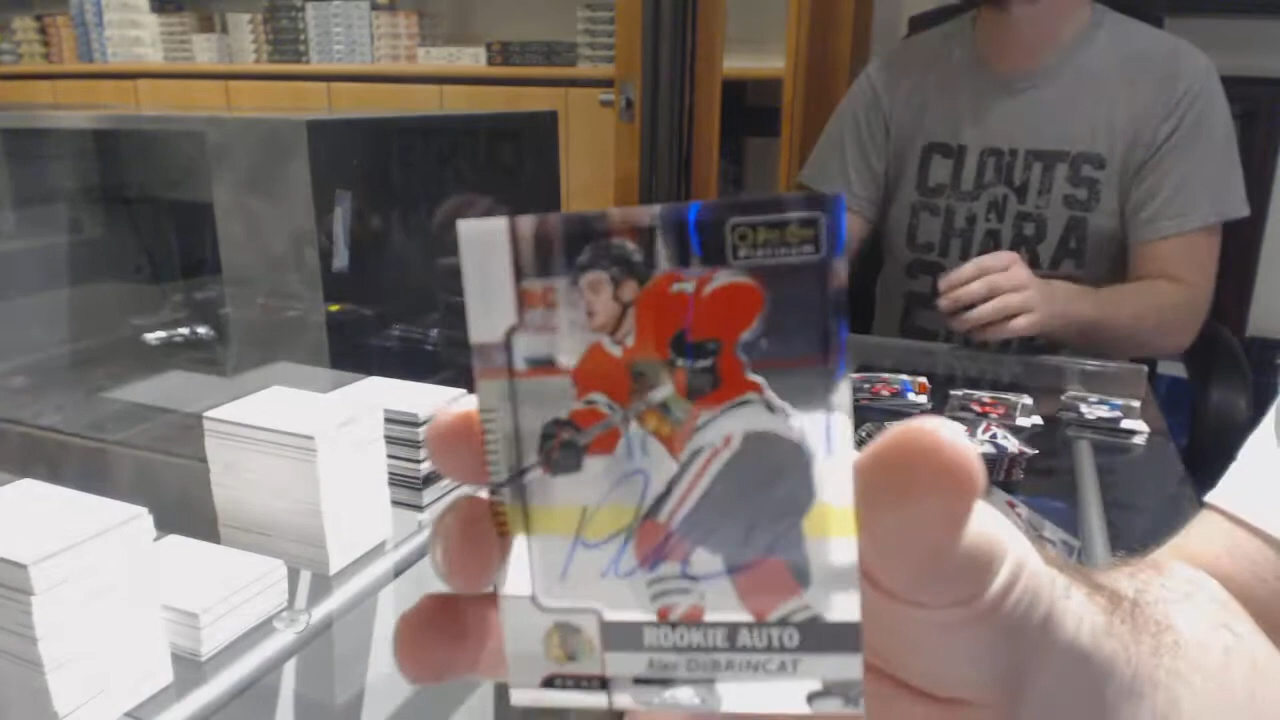 CLOUTS
N
CHARA
O-Pee-Chee
PLATINUM
ROOKIE AUTO
ALEX DEBRINCAT